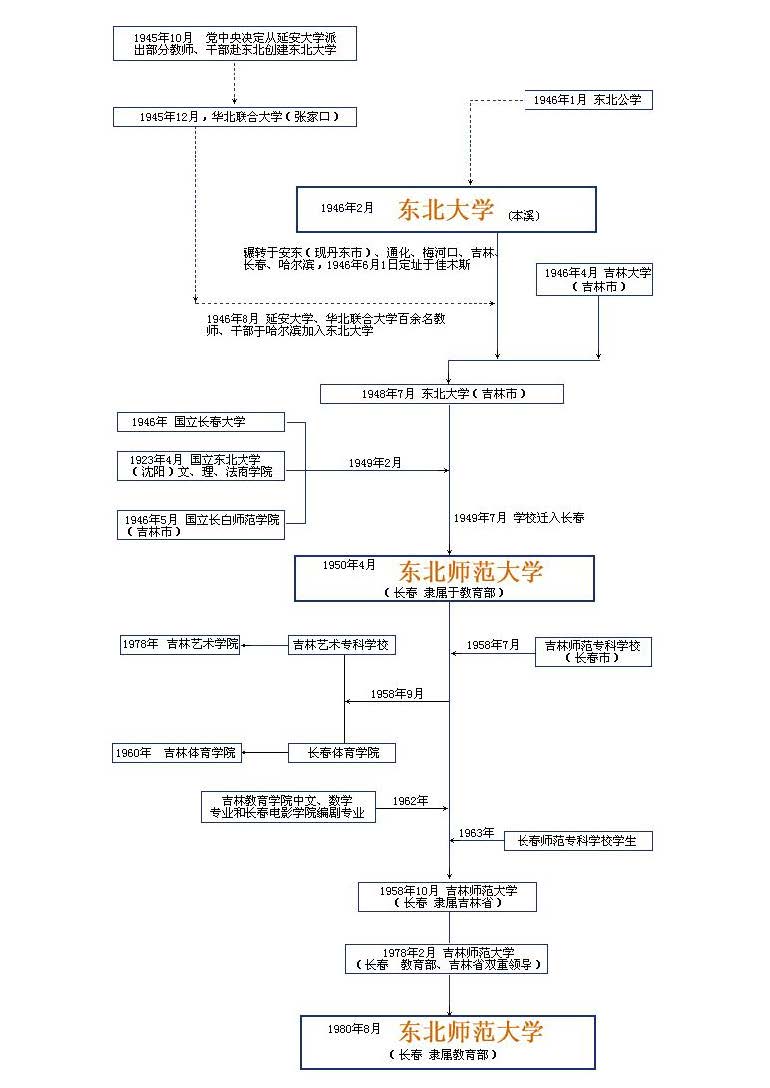 1945年10月 党中央决定从延安大学派
出部分教师、干部赴东北创建东北大学
1945年12月，华北联合大学（张家口）
1946年1月 东北公学
1946年2月 东北大学 (本溪)
辗转于安东（现丹东市）、通化、梅河口、吉林、
长春、哈尔滨，1946年6月1日定址于佳木斯
1946年4月 吉林大学
（吉林市）
1946年8月 延安大学、华北联合大学百余名教
师、干部于哈尔滨加入东北大学
1948年7月 东北大学（吉林市）
1946年 国立长春大学
1923年4月 国立东北大学
（沈阳）文、理、法商学院
1949年2月
1946年5月 国立长白师范学院
（吉林市）
1949年7月 学校迁入长春
1950年4月 东北师范大学
（长春 隶属于教育部）
1978年 吉林艺术学院
吉林艺术专科学校
1958年7月
吉林师范专科学校
（长春市）
1958年9月
1960年 吉林体育学院
长春体育学院
吉林教育学院中文、数学
专业和长春电影学院编剧专业
1962年
1963年
长春师范专科学校学生
1958年10月 吉林师范大学
（长春 隶属吉林省）
1978年2月 吉林师范大学
（长春 教育部、吉林省双重领导）
1980年8月 东北师范大学
（长春 隶属教育部）